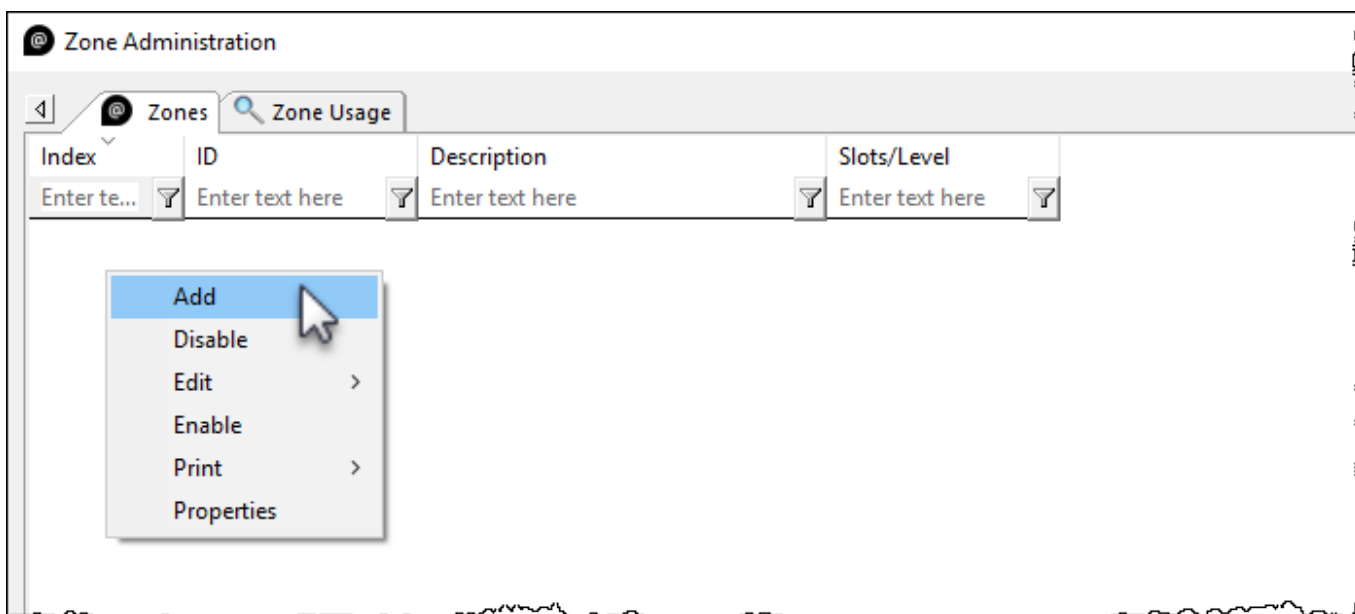 Zone Administration
Zones Zone Usage
Index ID Description Slots/Level
Enter te... Enter text here Enter text here Enter text here
Add
Disable
Edit
Enable
Print
Properties